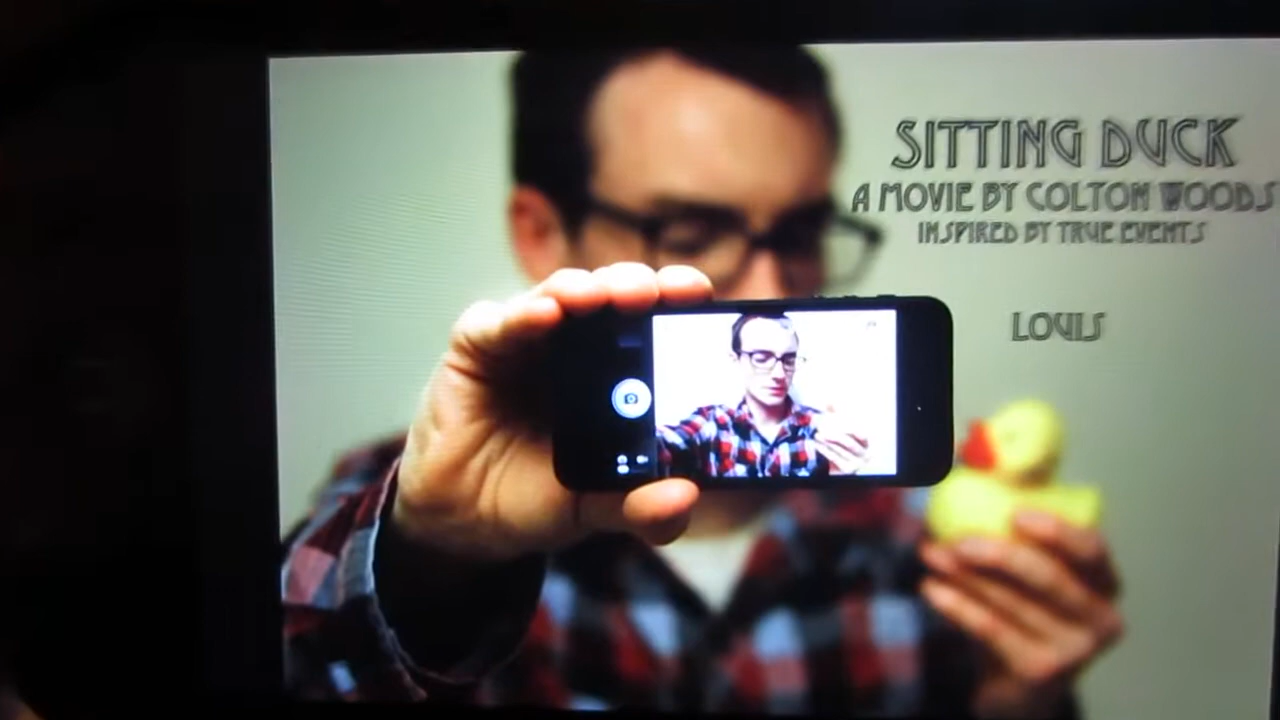 SITTING DUCK
A MOVIE BY COLTON WOODS
INSPIRED BY TRUE EVENTS
LOUIS